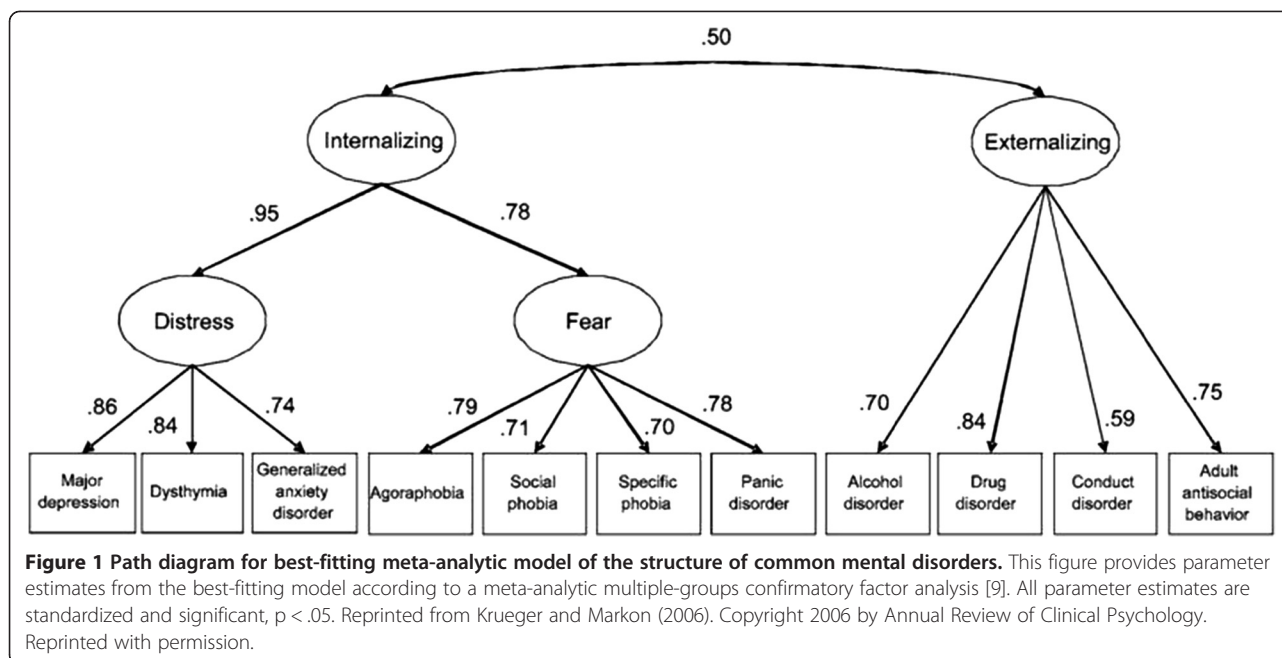 .50
Internalizing
Externalizing
.95
.78
Distress
Fear
.86
.84
.74
.79
.71
.70
.78
.70
.84
.59
.75
Major
depression
Dysthymia
Generalized
anxiety
disorder
Agoraphobia
Social
phobia
Specific
phobia
Panic
disorder
Alcohol
disorder
Drug
disorder
Conduct
disorder
Adult
antisocial
behavior
Figure 1 Path diagram for best-fitting meta-analytic model of the structure of common mental disorders. This figure provides parameter
estimates from the best-fitting model according to a meta-analytic multiple-groups confirmatory factor analysis [9]. All parameter estimates are
standardized and significant, p < .05. Reprinted from Krueger and Markon (2006). Copyright 2006 by Annual Review of Clinical Psychology.
Reprinted with permission.